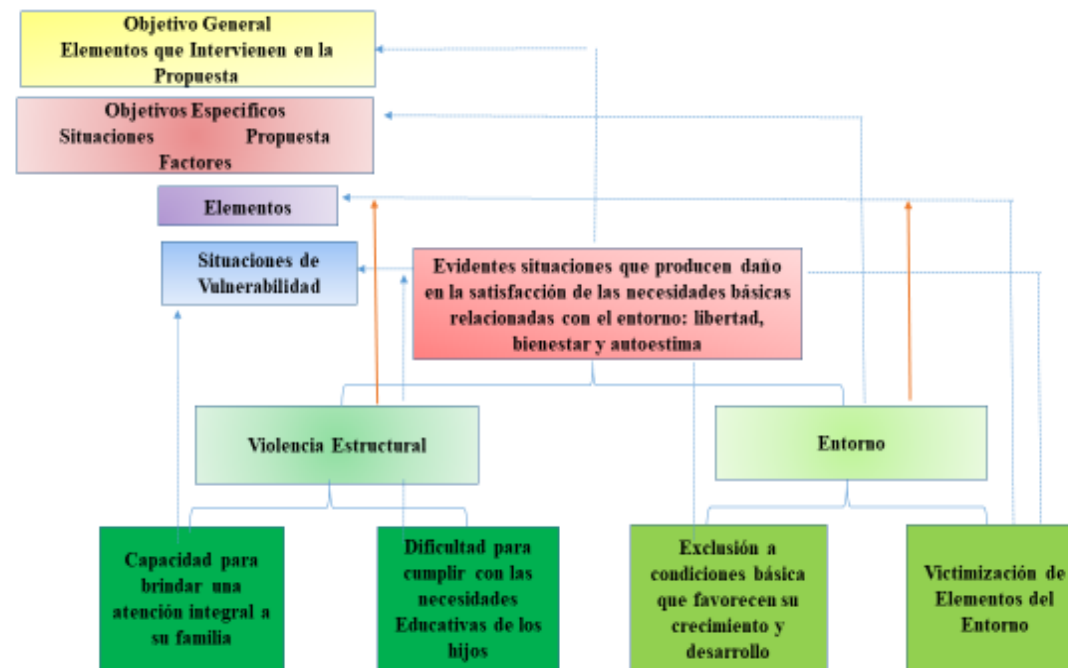 Objetivo General
Elementos que Intervienen en la
Propuesta
Objetivos Específicos
Situaciones Propuesta
Factores
Elementos
Situaciones de
Vulnerabilidad
Evidentes situaciones que producen daño
en la satisfacción de las necesidades básicas
relacionadas con el entorno: libertad,
bienestar y autoestima
Violencia Estructural
Entorno
Capacidad para
brindar una
atención integral a
su familia
Dificultad para
cumplir con las
necesidades
Educativas de los
hijos
Exclusión a
condiciones básica
que favorecen su
crecimiento y
desarrollo
Victimización de
Elementos del
Entorno